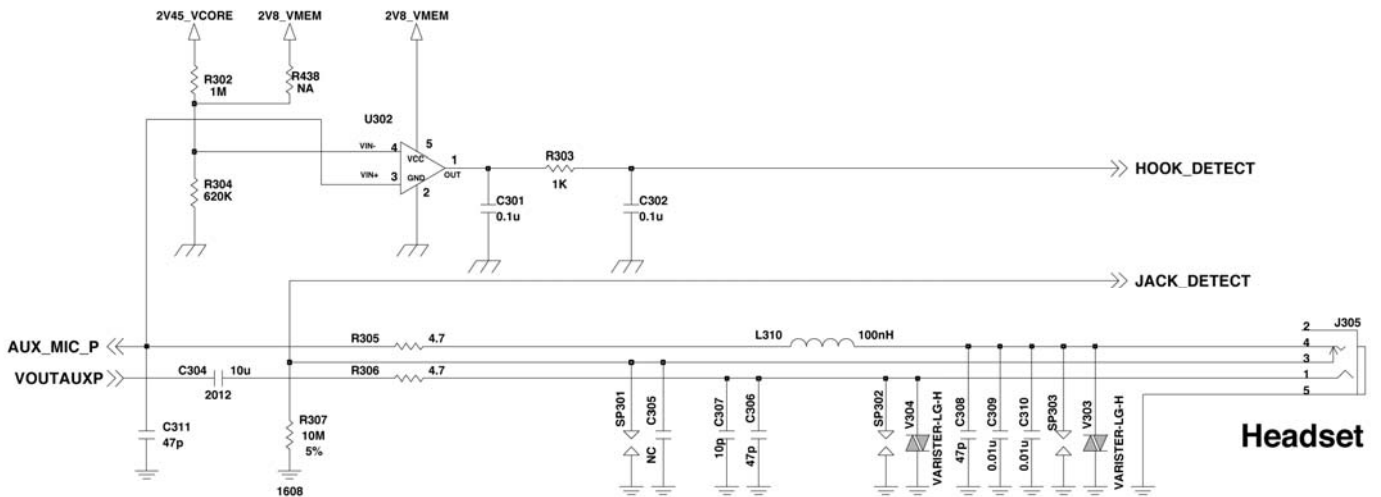 2V45_VCORE 2V8_VMEM 2V8_VMEM
R302
1M
R438
NA
U302
VIN- 4
5
VCC
1
OUT
VIN+ 3
GND
2
R303
1K
HOOK_DETECT
R304
620K
C301
0.1u
C302
0.1u
JACK_DETECT
AUX_MIC_P
R305 4.7
L310 100nH
2
J305
4
3
VOUTAUXP
C304 10u
2012
R306 4.7
1
5
C311
47p
R307
10M
5%
1608
SP301
C305
NC
C307
10p
C306
47p
SP302
V304
VARISTER-LG-H
C308
47p
C309
0.01u
C310
0.01u
SP303
V303
VARISTER-LG-H
Headset